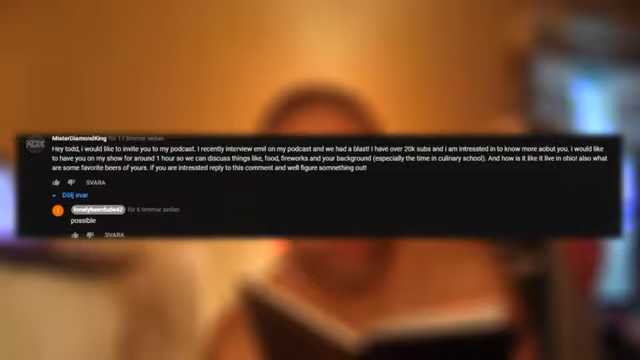 MisterDiamondKing för 17 timmar sedan
Hey todd, i would like to invite you to my podcast. I recently interview emil on my podcast and we had a blast! I have over 20k subs and i am intressted in to know more aobut you, i would like
to have you on my show for around 1 hour so we can discuss things like, food, fireworks and your background (especially the time in culinary school). And how is it like it live in ohio! also what
are some favorite beers of yours. If you are intressted reply to this comment and well figure somnething out!
SVARA
Dölj svar
lonelybeerdude42 för 6 timmar sedan
possible
SVARA